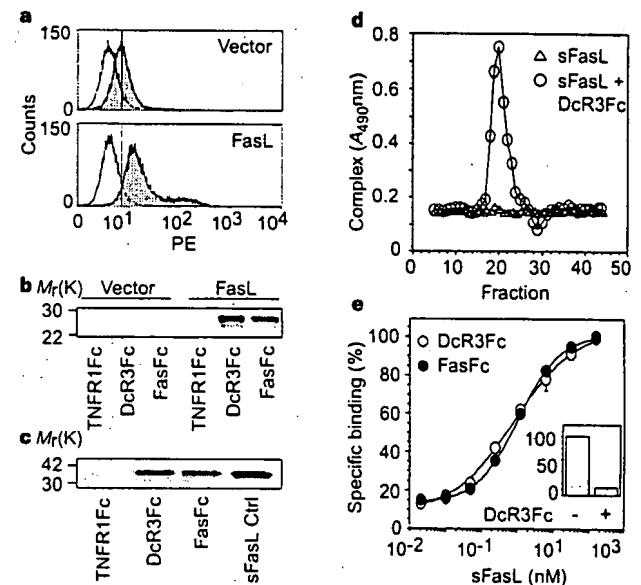 a
150
Vector
0
Counts
150
FasL
0
0 10¹ 10² 10³ 10⁴
PE
b Mr(K) Vector FasL
30
22
TNFR1Fc DcR3Fc FasFc TNFR1Fc DcR3Fc FasFc
c Mr(K)
42
30
TNFR1Fc DcR3Fc FasFc sFasL Ctrl
d
0.8
0.6
0.4
0.2
0
Complex (A490nm)
sFasL
sFasL +
DcR3Fc
0 10 20 30 40 50
Fraction
e
100
80
60
40
20
0
Specific binding (%)
DcR3Fc
FasFc
100
50
0
DcR3Fc - +
10⁻² 10⁻¹ 10¹ 10³
sFasL (nM)